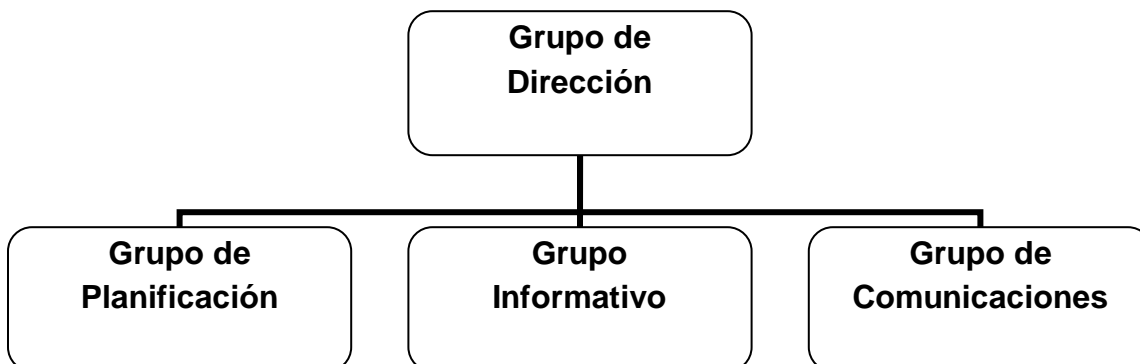 Grupo de
Dirección
Grupo de
Planificación
Grupo
Informativo
Grupo de
Comunicaciones